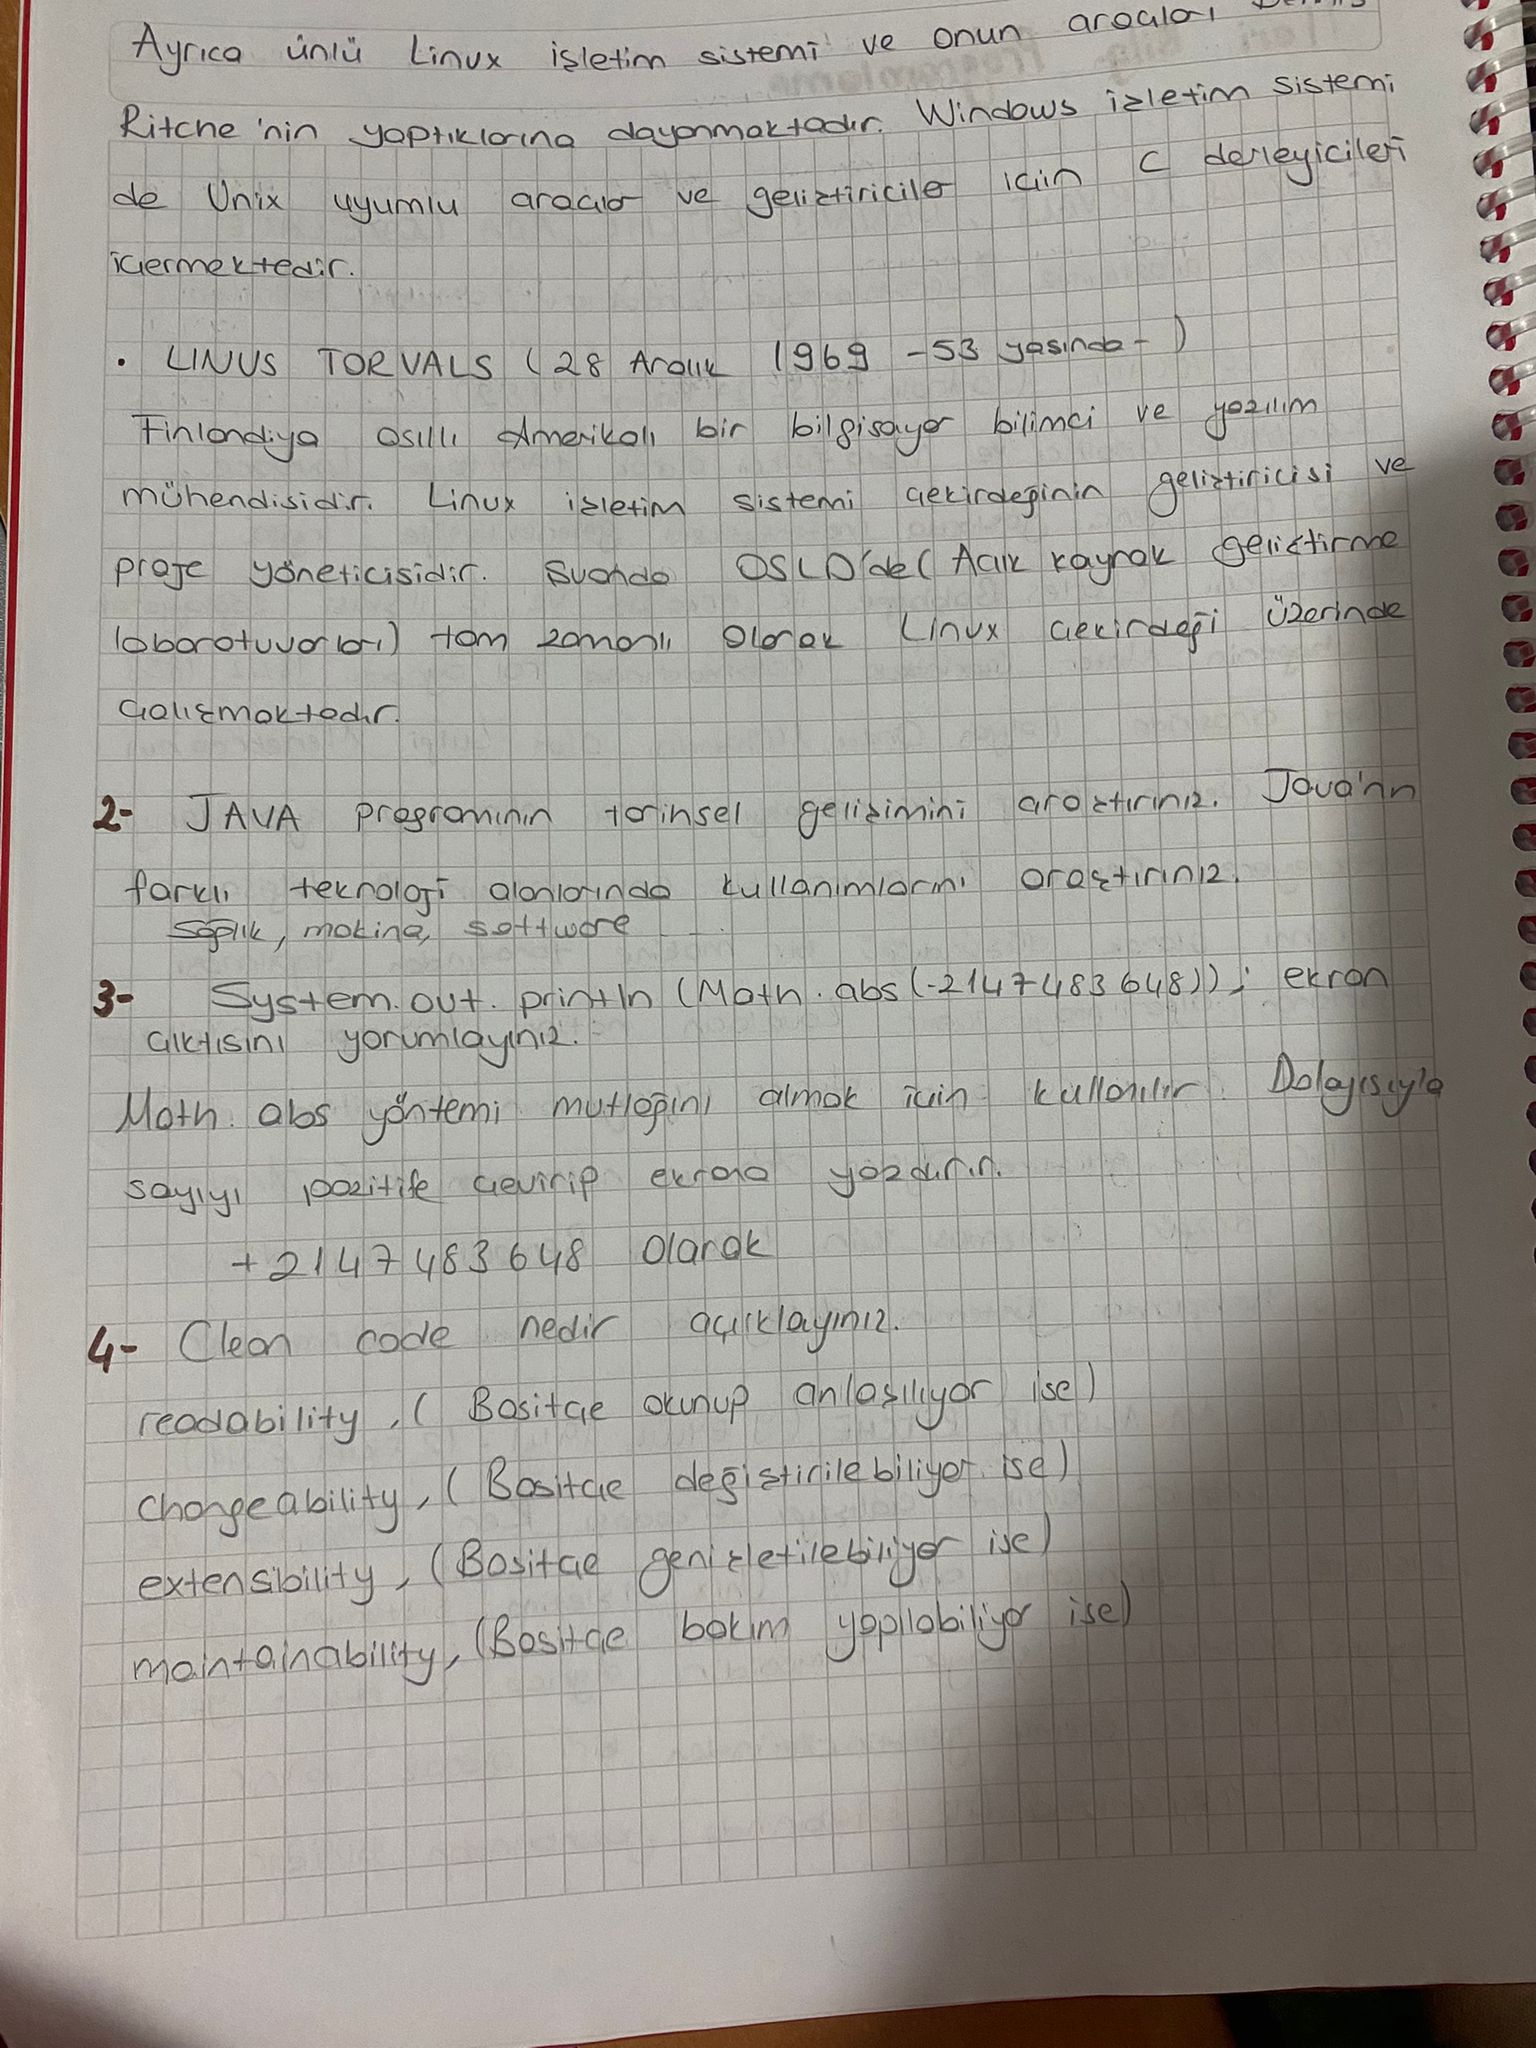 Ayrıca ünlü Linux işletim sistemi ve onun araçları
Ritche'nin yaptıklarına dayanmaktadır. Windows işletim sistemi
de Unix uyumlu araçlar ve geliştiriciler için C derleyicileri
içermektedir.
• LINUS TORVALS (28 Aralık 1969 -53 yaşında-)
Finlandiya asıllı Amerikalı bir bilgisayar bilimci ve yazılım
mühendisidir. Linux işletim sistemi çekirdeğinin geliştiricisi ve
proje yöneticisidir. Şuanda OSLD'de (Açık kaynak geliştirme
laboratuvarları) tam zamanlı olarak Linux çekirdeği üzerinde
çalışmaktadır.
2- JAVA programının tarihsel gelişimini araştırınız. Java'nın
farklı teknoloji alanlarında kullanımlarını araştırınız.
Sağlık, makina, software
3- System.out.println (Math.abs(-2147483648)); ekran
çıktısını yorumlayınız.
Math.abs yöntemi mutlağını almak için kullanılır. Dolayısıyla
sayıyı pozitife çevirip ekrana yazdırır.
+2147483648 olarak
4- Clean code nedir açıklayınız.
readability, (Basitçe okunup anlaşılıyor ise)
changeability, (Basitçe değiştirilebiliyor ise)
extensibility, (Basitçe genişletilebiliyor ise)
maintainability, (Basitçe bakım yapılabiliyor ise)